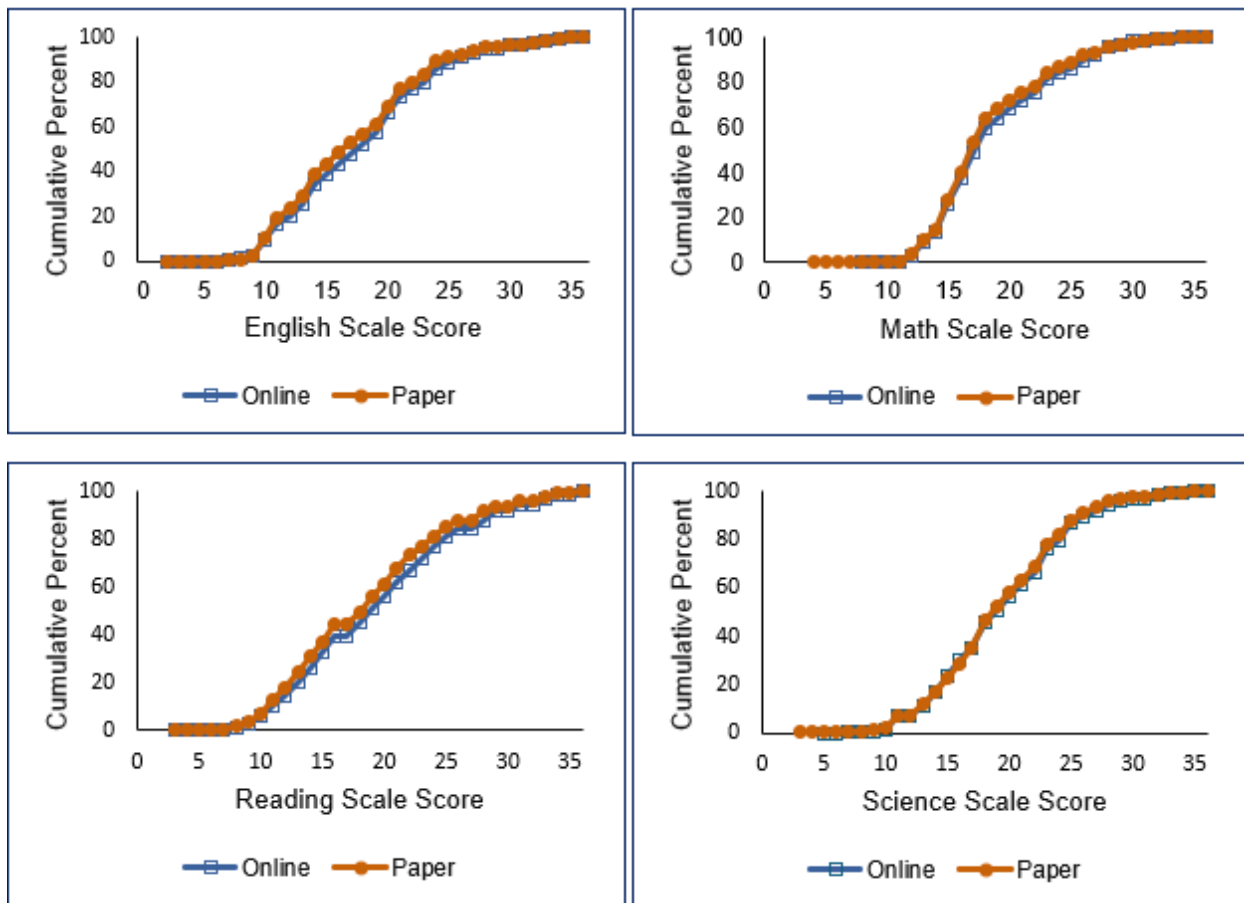 Cumulative Percent
100
80
60
40
20
0
0 5 10 15 20 25 30 35
English Scale Score
Online Paper
Cumulative Percent
100
80
60
40
20
0
0 5 10 15 20 25 30 35
Math Scale Score
Online Paper
Cumulative Percent
100
80
60
40
20
0
0 5 10 15 20 25 30 35
Reading Scale Score
Online Paper
Cumulative Percent
100
80
60
40
20
0
0 5 10 15 20 25 30 35
Science Scale Score
Online Paper